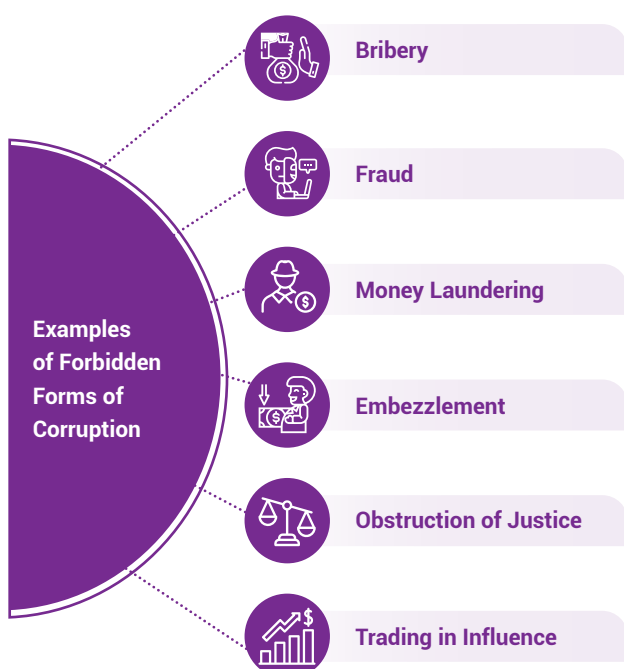 Bribery
Fraud
Money Laundering
Examples
of Forbidden
Forms of
Corruption
Embezzlement
Obstruction of Justice
Trading in Influence